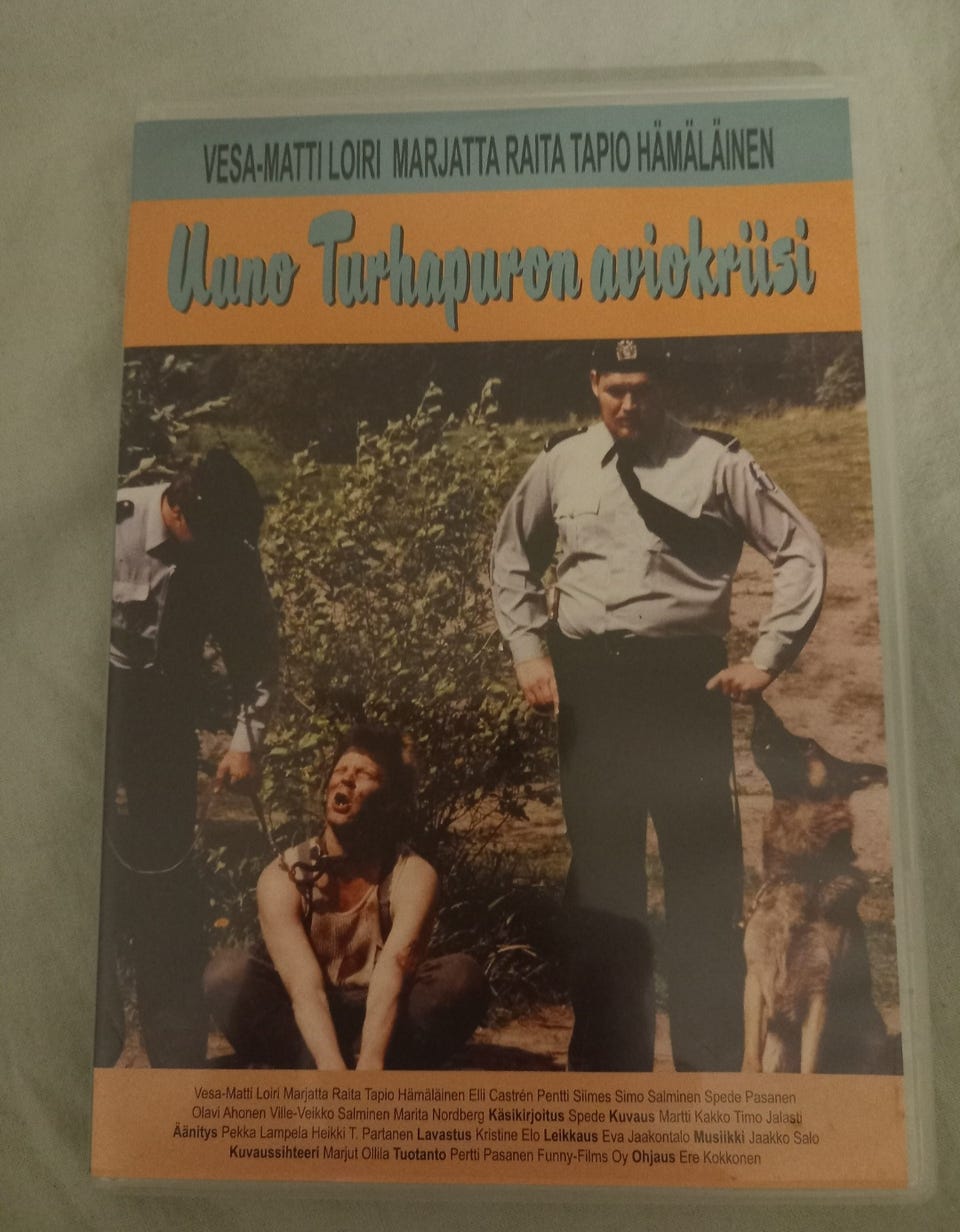 VESA-MATTI LOIRI MARJATTA RAITA TAPIO HÄMÄLÄINEN
Uuno Turhapuron aviokriisi
Vesa-Matti Loiri Marjatta Raita Tapio Hämäläinen Elli Castrén Pentti Siimes Simo Salminen Spede Pasanen
Olavi Ahonen Ville-Veikko Salminen Marita Nordberg Käsikirjoitus Spede Kuvaus Martti Kakko Timo Jalasti
Äänitys Pekka Lampela Heikki T. Partanen Lavastus Kristine Elo Leikkaus Eva Jaakontalo Musiikki Jaakko Salo
Kuvaussihteeri Marjut Ollila Tuotanto Pertti Pasanen Funny-Films Oy Ohjaus Ere Kokkonen